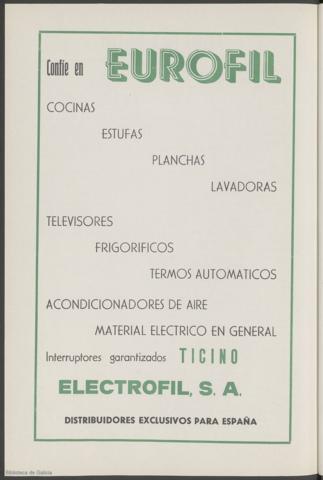 Confíe en EUROFIL
COCINAS
ESTUFAS
PLANCHAS
LAVADORAS
TELEVISORES
FRIGORIFICOS
TERMOS AUTOMATICOS
ACONDICIONADORES DE AIRE
MATERIAL ELECTRICO EN GENERAL
Interruptores garantizados TICINO
ELECTROFIL, S. A.
DISTRIBUIDORES EXCLUSIVOS PARA ESPAÑA
Biblioteca de Galicia